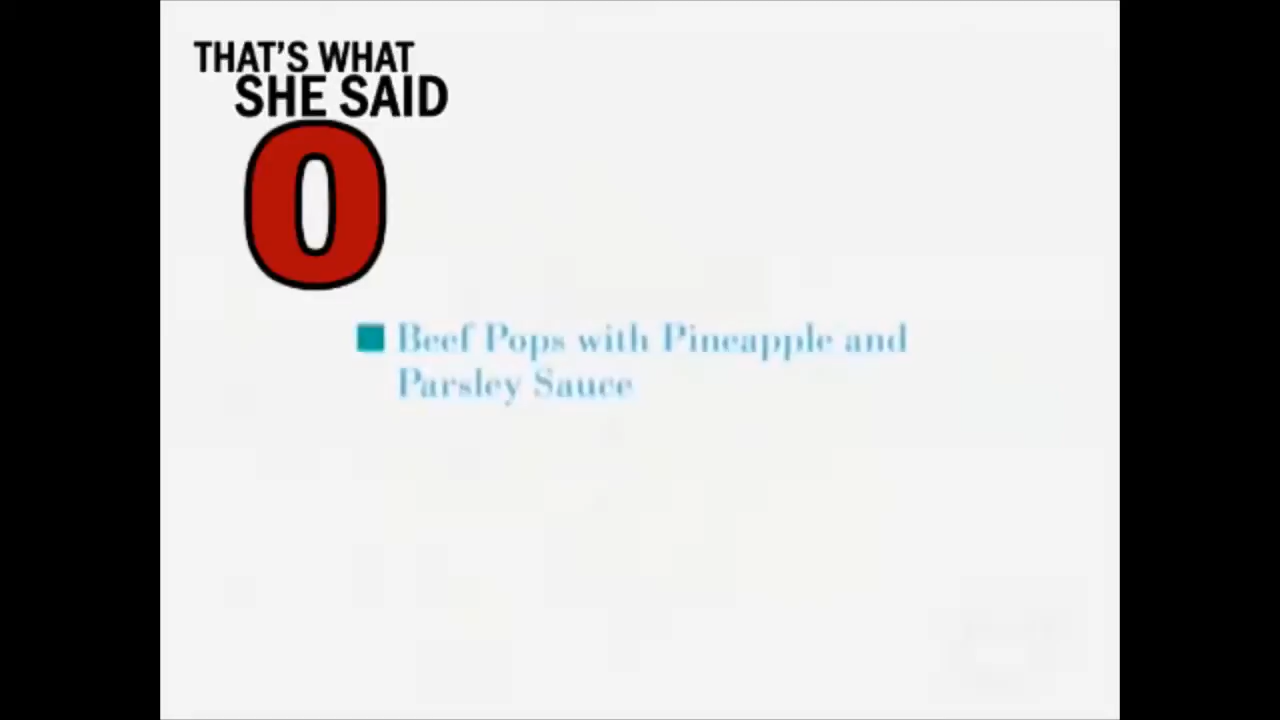 THAT'S WHAT
SHE SAID
0
Beef Pops with Pineapple and
Parsley Sauce